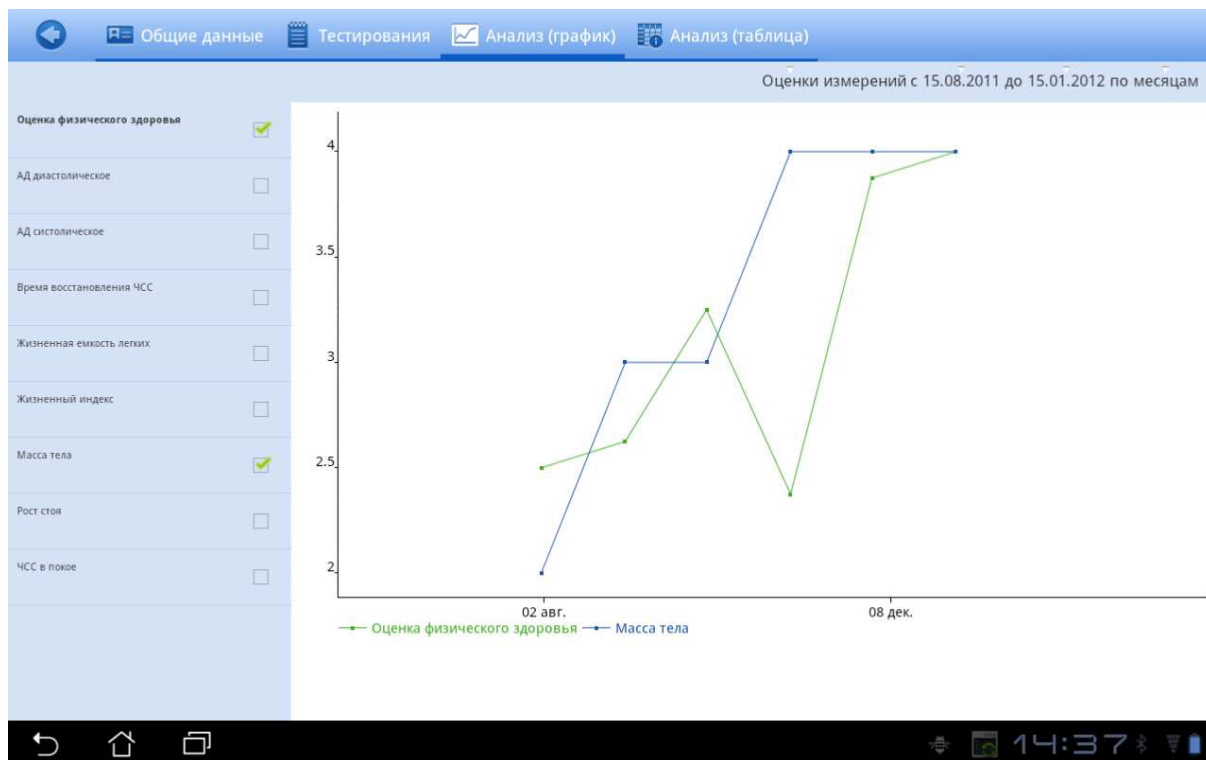 Общие данные Тестирования Анализ (график) Анализ (таблица)
Оценки измерений с 15.08.2011 до 15.01.2012 по месяцам
Оценка физического здоровья
АД диастолическое
АД систолическое
Время восстановления ЧСС
Жизненная емкость легких
Жизненный индекс
Масса тела
Рост стоя
ЧСС в покое
4
3.5
3
2.5
2
02 авг. 08 дек.
Оценка физического здоровья Масса тела
14:37